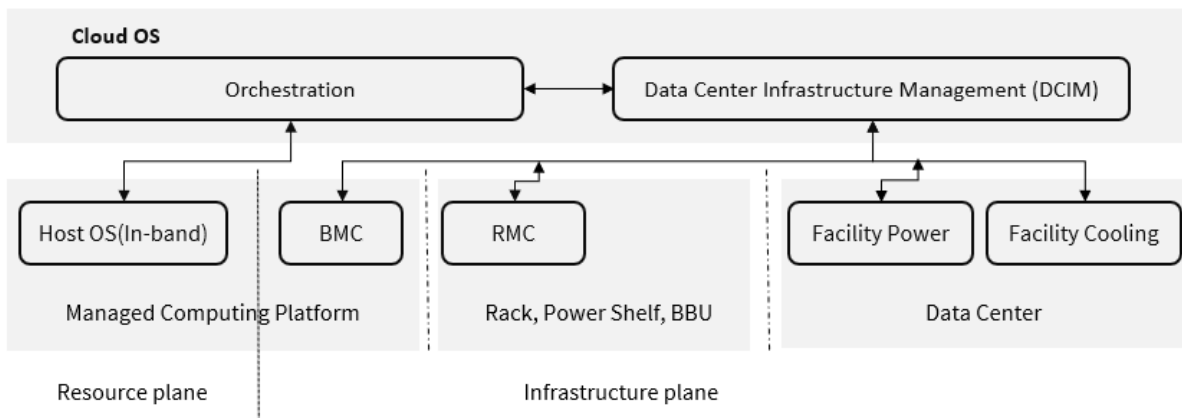 Cloud OS
Orchestration
Data Center Infrastructure Management (DCIM)
Host OS(In-band)
BMC
RMC
Facility Power
Facility Cooling
Managed Computing Platform
Rack, Power Shelf, BBU
Data Center
Resource plane
Infrastructure plane